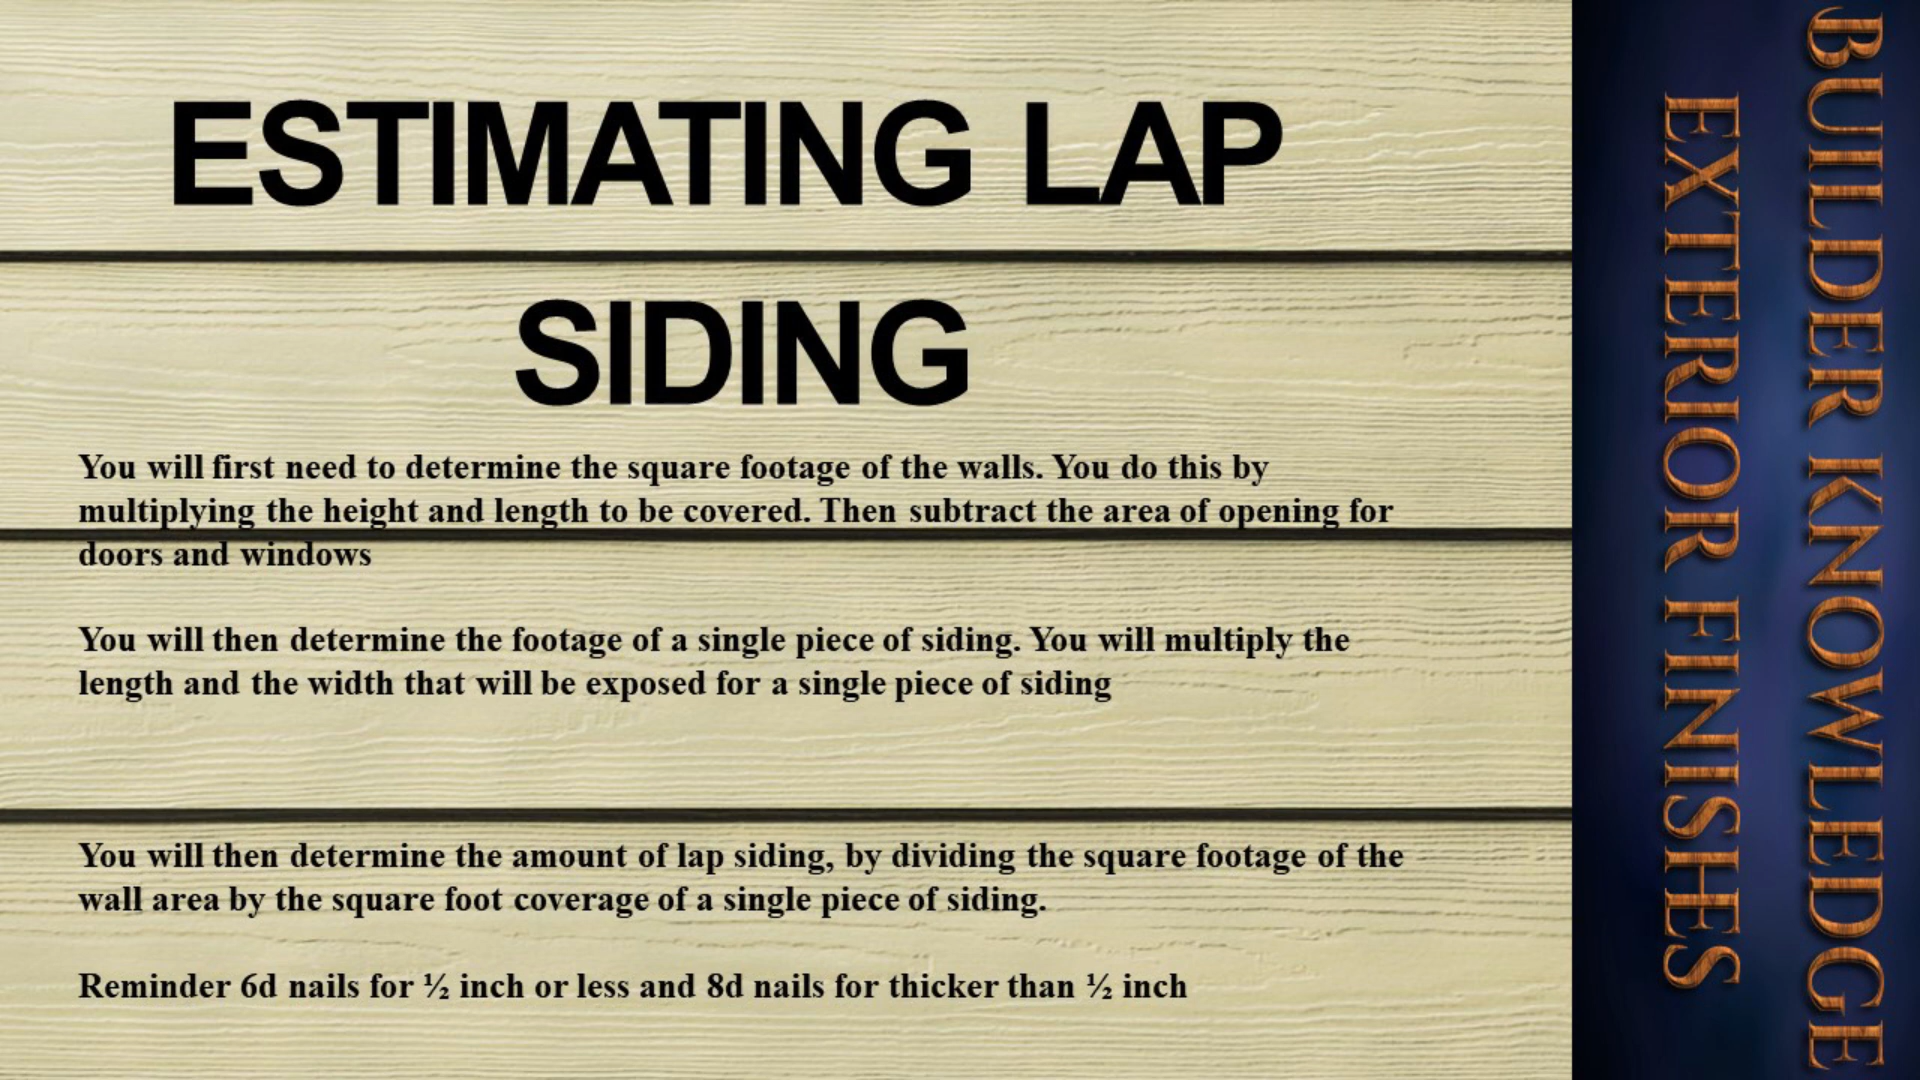 ESTIMATING LAP
SIDING
You will first need to determine the square footage of the walls. You do this by
multiplying the height and length to be covered. Then subtract the area of opening for
doors and windows
You will then determine the footage of a single piece of siding. You will multiply the
length and the width that will be exposed for a single piece of siding
You will then determine the amount of lap siding, by dividing the square footage of the
wall area by the square foot coverage of a single piece of siding.
Reminder 6d nails for ½ inch or less and 8d nails for thicker than ½ inch
BUILDER KNOWLEDGE
EXTERIOR FINISHES